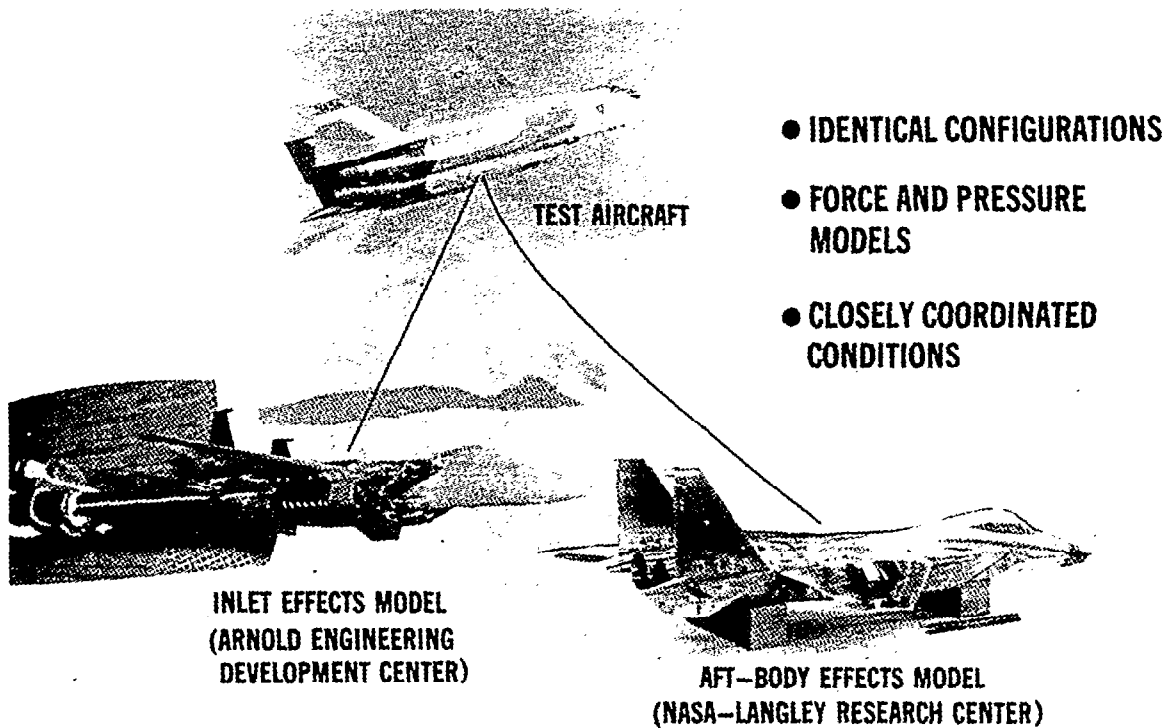 ● IDENTICAL CONFIGURATIONS
● FORCE AND PRESSURE
MODELS
● CLOSELY COORDINATED
CONDITIONS
TEST AIRCRAFT
INLET EFFECTS MODEL
(ARNOLD ENGINEERING
DEVELOPMENT CENTER)
AFT–BODY EFFECTS MODEL
(NASA–LANGLEY RESEARCH CENTER)